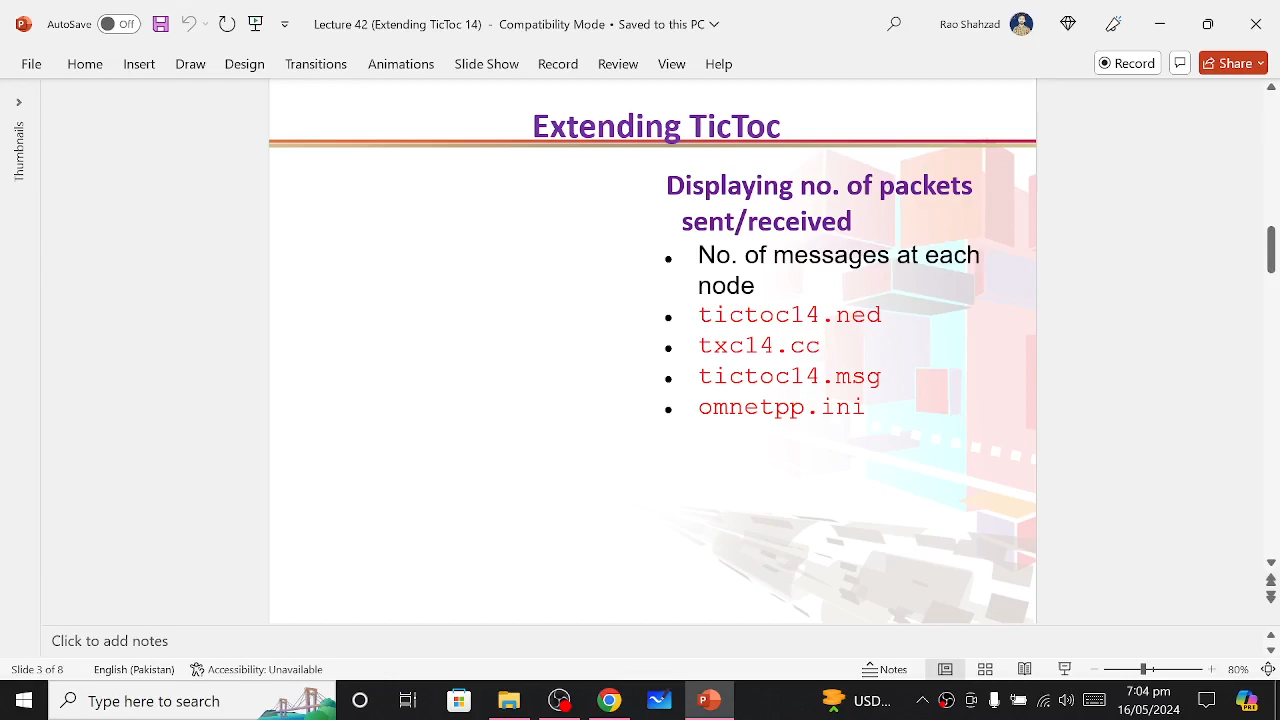 AutoSave Off Lecture 42 (Extending TicToc 14) - Compatibility Mode • Saved to this PC Rao Shahzad
File Home Insert Draw Design Transitions Animations Slide Show Record Review View Help Record Share
Thumbnails
Extending TicToc
Displaying no. of packets
sent/received
• No. of messages at each
node
• tictoc14.ned
• txc14.cc
• tictoc14.msg
• omnetpp.ini
Click to add notes
Slide 3 of 8 English (Pakistan) Accessibility: Unavailable Notes 80%
Type here to search USD... 7:04 pm
16/05/2024
PRE